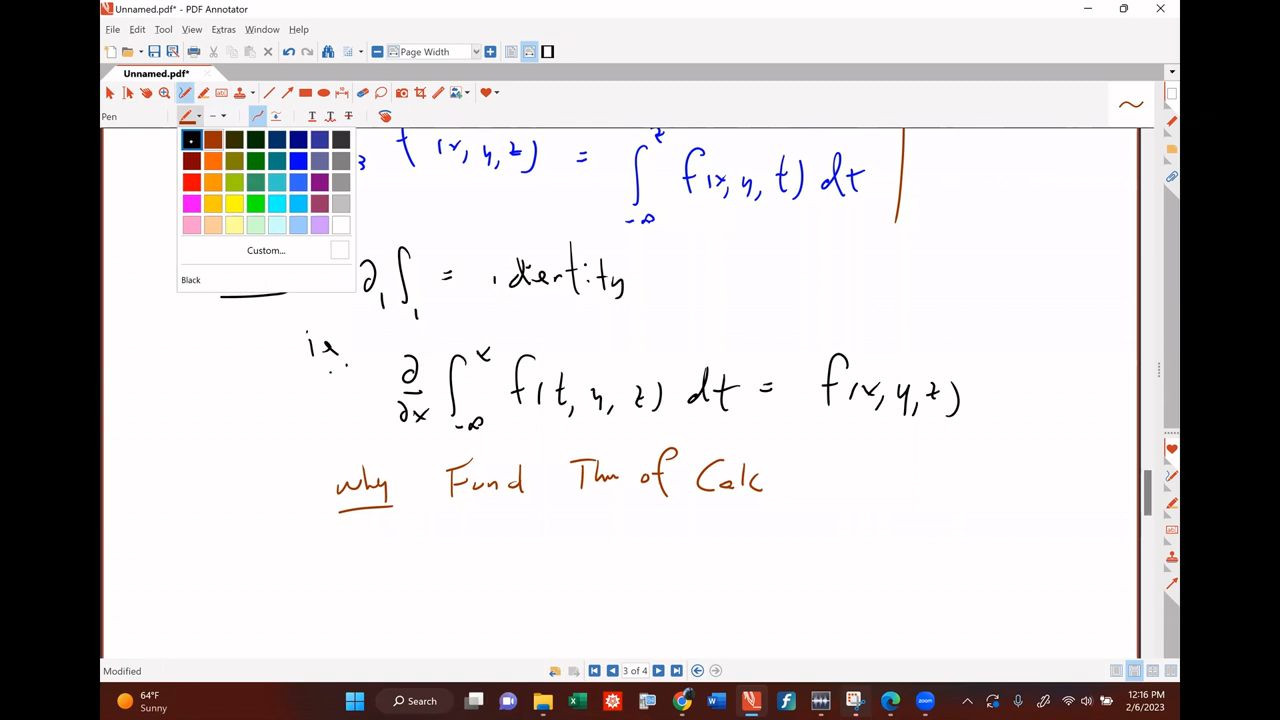 Unnamed.pdf* - PDF Annotator
File Edit Tool View Extras Window Help
Page Width
Unnamed.pdf*
Pen
Custom...
Black
3 f(x, y, z) = ∫_{-∞}^{z} f(x, y, t) dt
∂₁ ∫₁ = identity
ie
∂/∂x ∫_{-∞}^{x} f(t, y, z) dt = f(x, y, z)
why Fund Thm of Calc
Modified
3 of 4
64°F
Sunny
Search
zoom
12:16 PM
2/6/2023